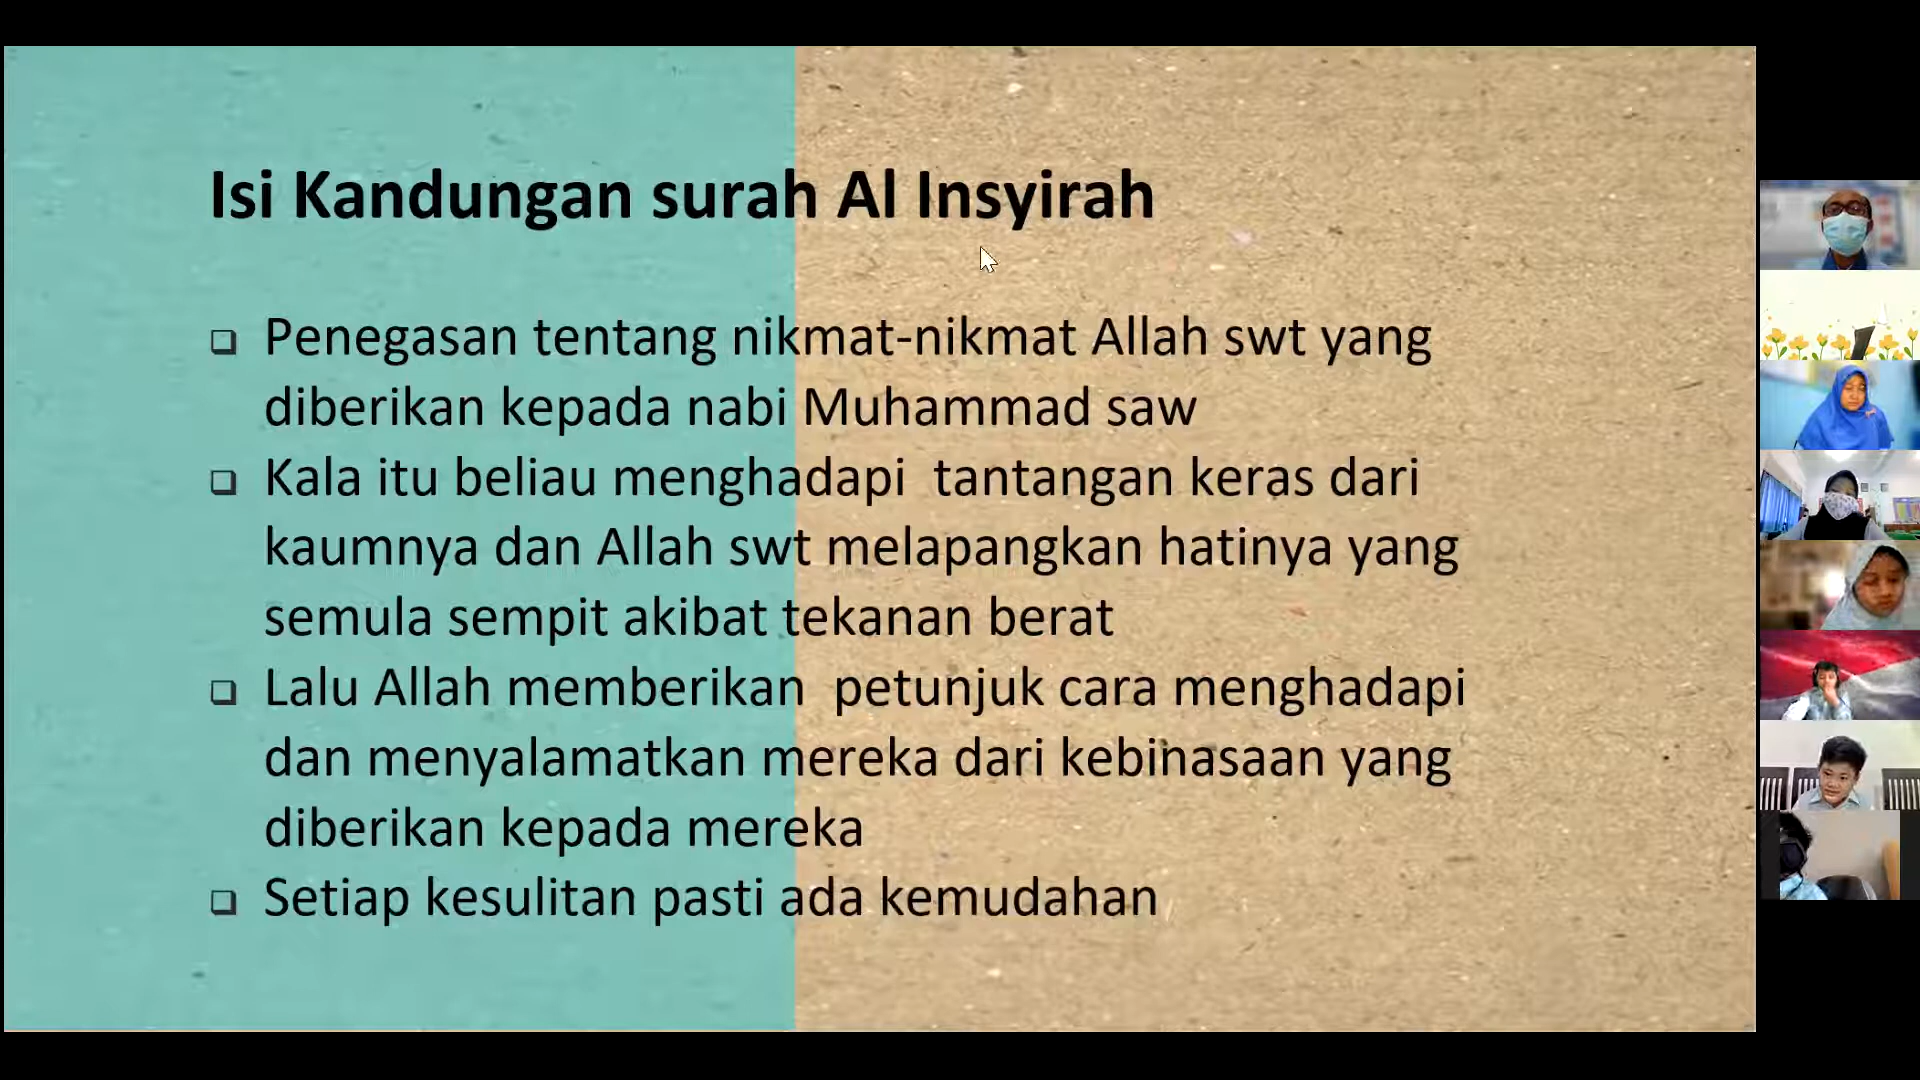 Isi Kandungan surah Al Insyirah
❑ Penegasan tentang nikmat-nikmat Allah swt yang
diberikan kepada nabi Muhammad saw
❑ Kala itu beliau menghadapi  tantangan keras dari
kaumnya dan Allah swt melapangkan hatinya yang
semula sempit akibat tekanan berat
❑ Lalu Allah memberikan  petunjuk cara menghadapi
dan menyalamatkan mereka dari kebinasaan yang
diberikan kepada mereka
❑ Setiap kesulitan pasti ada kemudahan